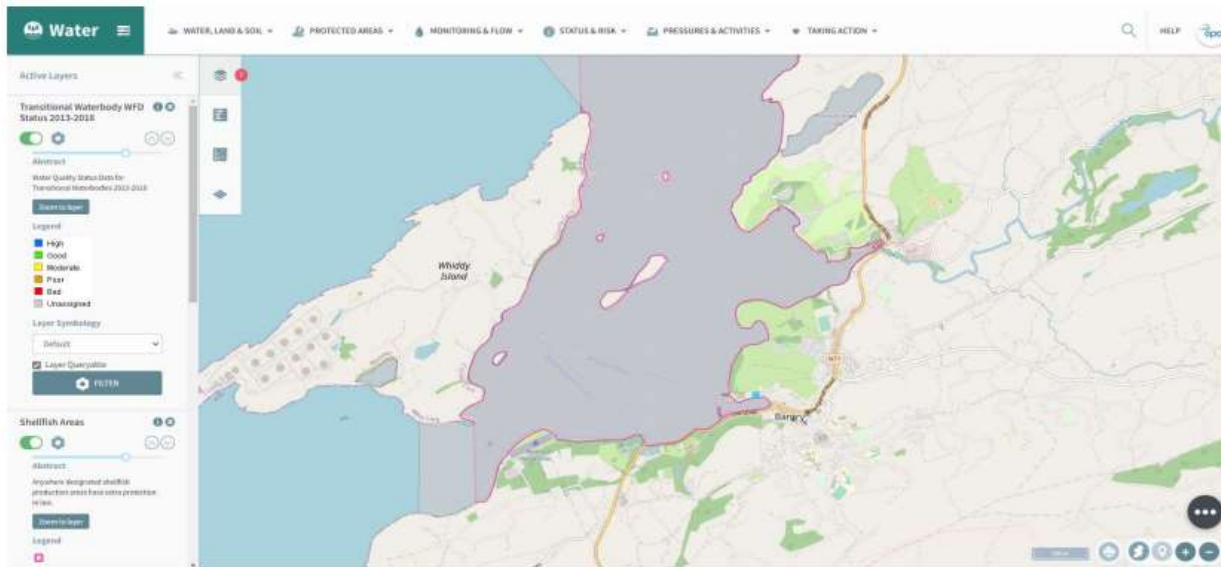 Water
WATER, LAND & SOIL
PROTECTED AREAS
MONITORING & FLOW
STATUS & RISK
PRESSURES & ACTIVITIES
TAKING ACTION
HELP
epa
Active Layers
Transitional Waterbody WFD
Status 2013-2018
Abstract
Water Quality Status Data for
Transitional Waterbodies 2013-2018
Zoom to layer
Legend
High
Good
Moderate
Poor
Bad
Unassigned
Layer Symbology
Default
Layer Queryable
FILTER
Shellfish Areas
Abstract
Anywhere designated shellfish
production areas have extra protection
in law.
Zoom to layer
Legend
Whiddy
Island
N71
Bantry